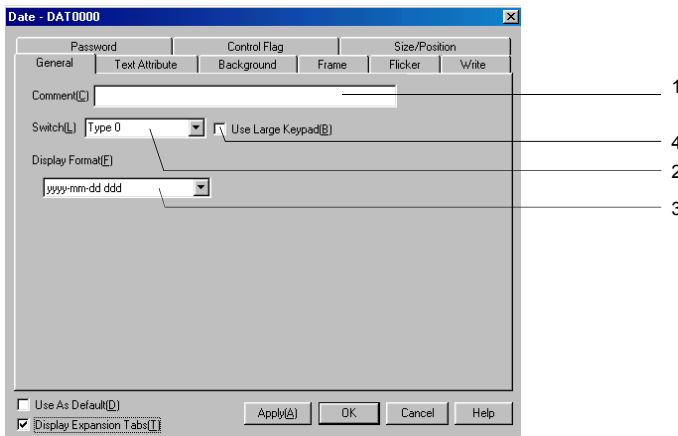 Date - DAT0000
Password Control Flag Size/Position
General Text Attribute Background Frame Flicker Write
Comment(C) 1
Switch(L) Type 0 Use Large Keypad(B)
4
2
Display Format(F)
yyyy-mm-dd ddd 3
Use As Default(D)
Display Expansion Tabs(T)
Apply(A) OK Cancel Help